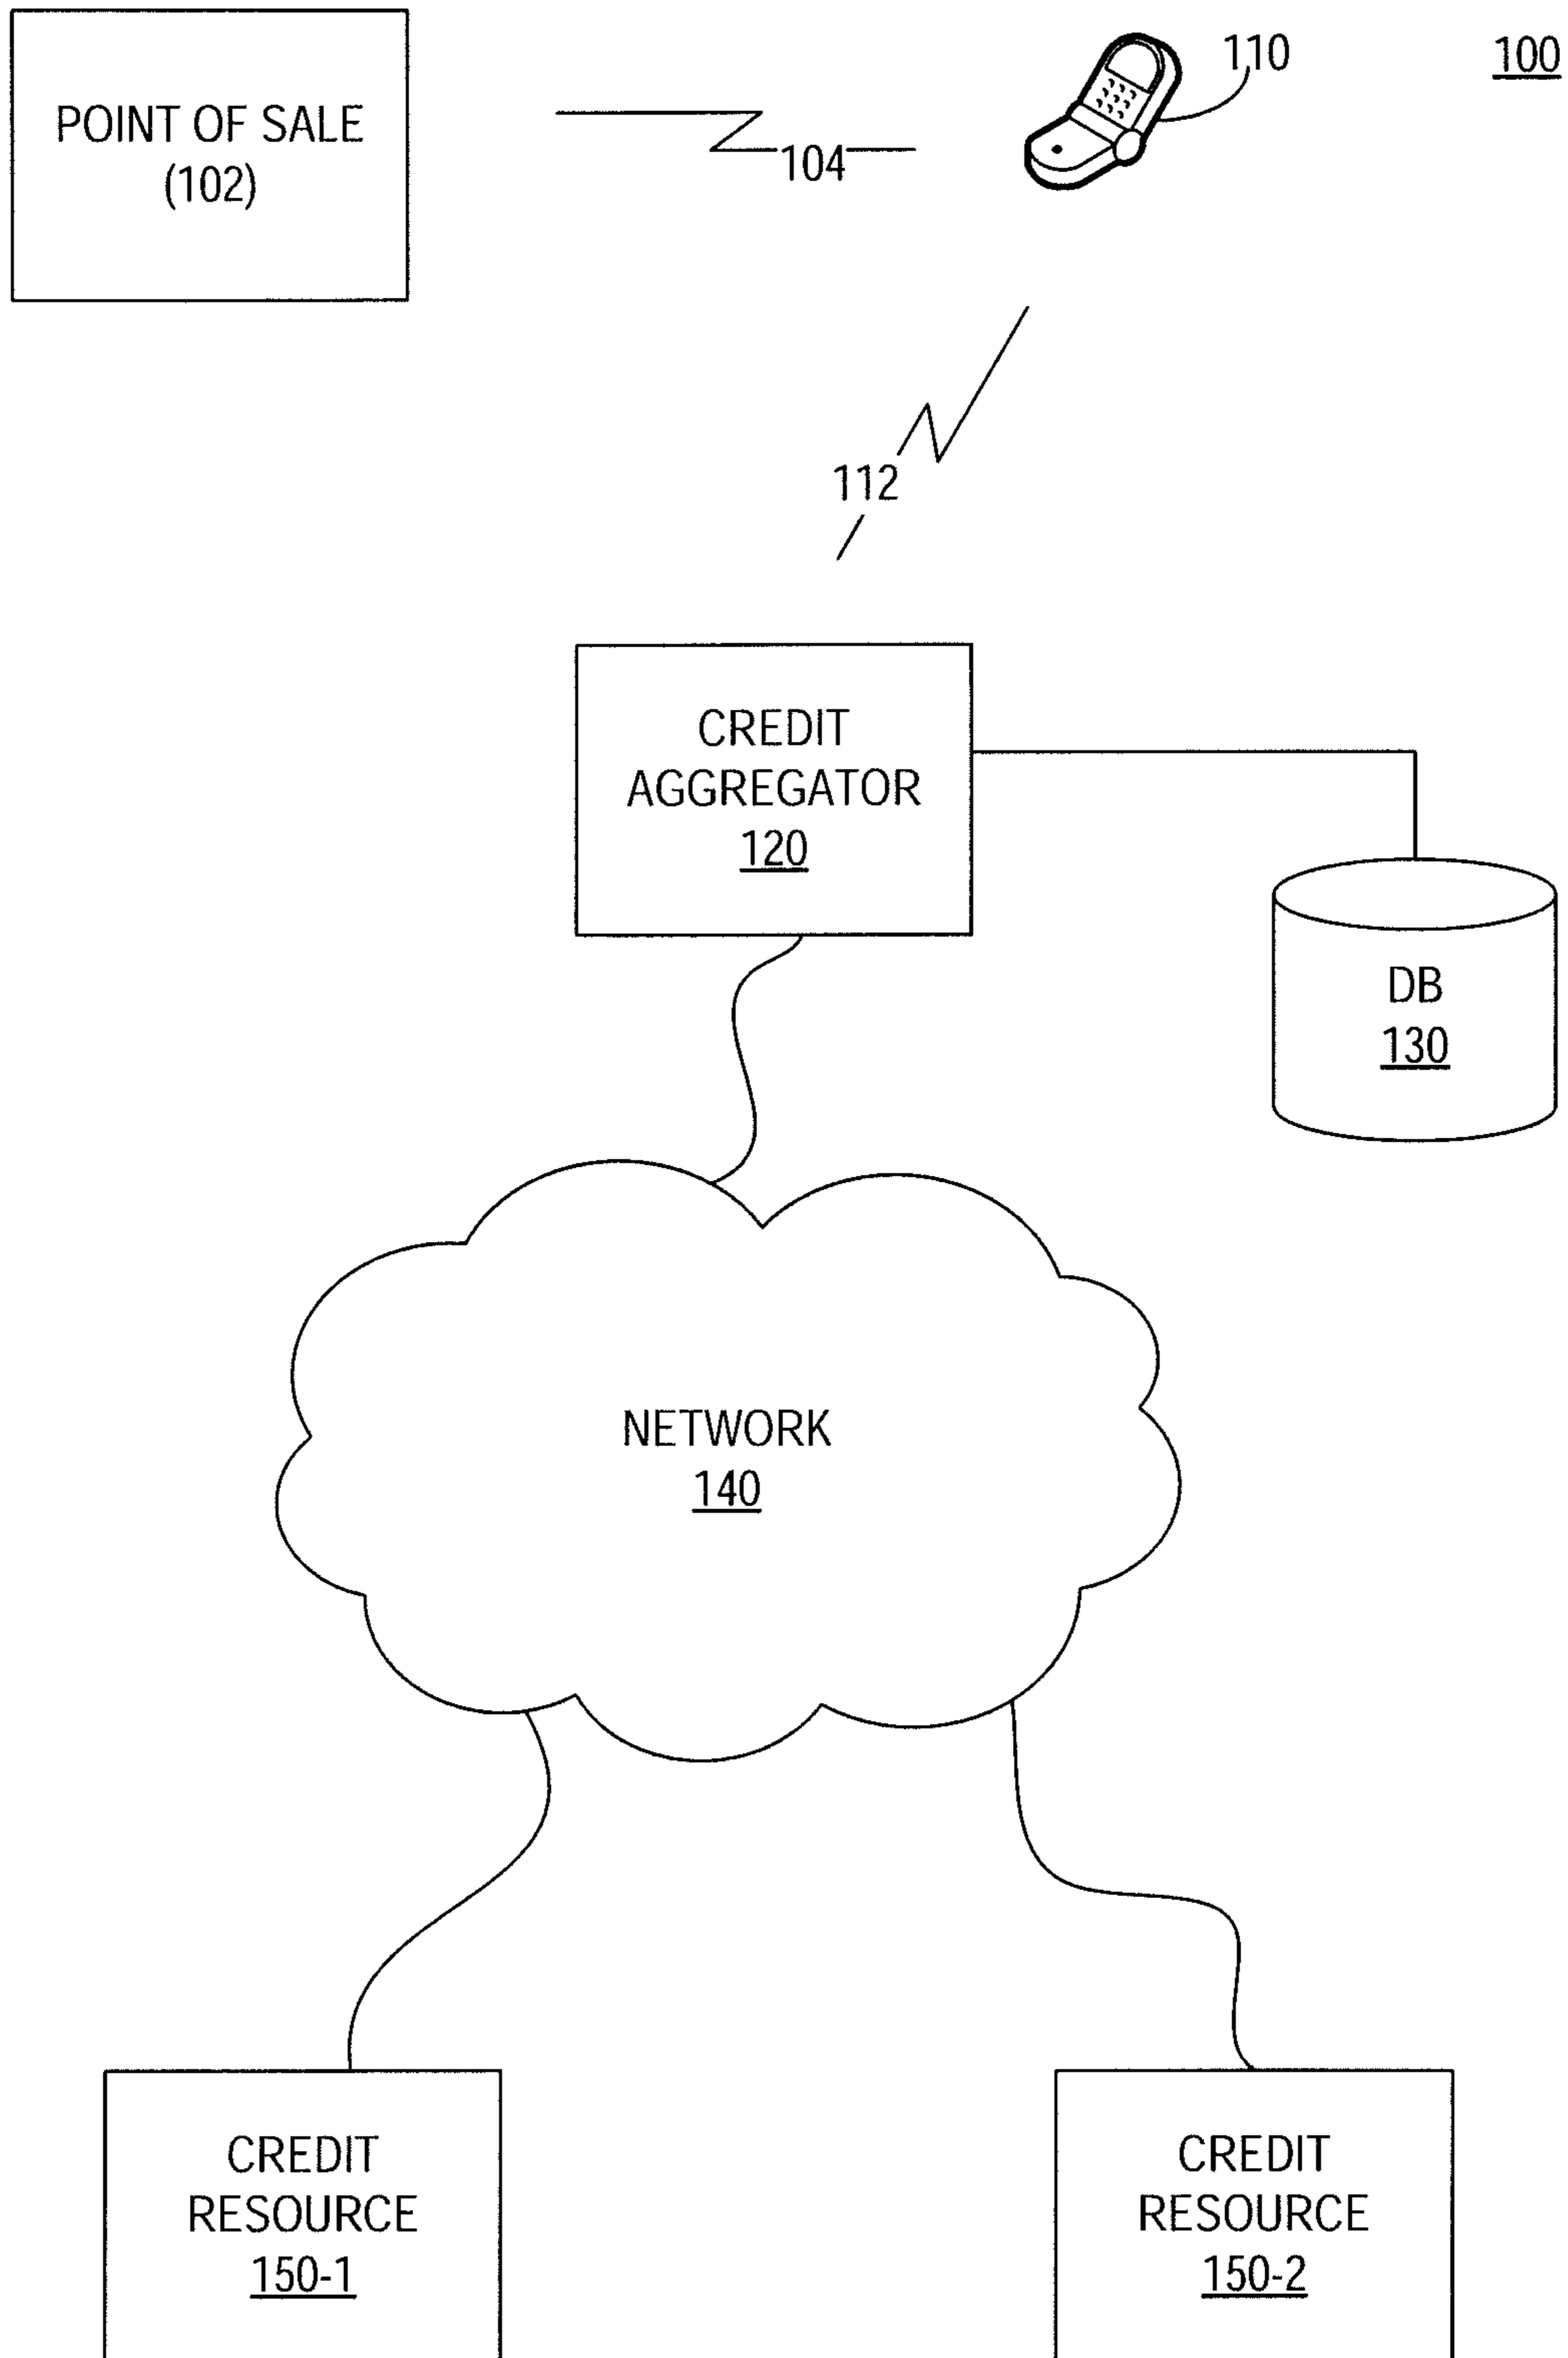 POINT OF SALE
(102)
104
110
100
112
CREDIT
AGGREGATOR
120
DB
130
NETWORK
140
CREDIT
RESOURCE
150-1
CREDIT
RESOURCE
150-2